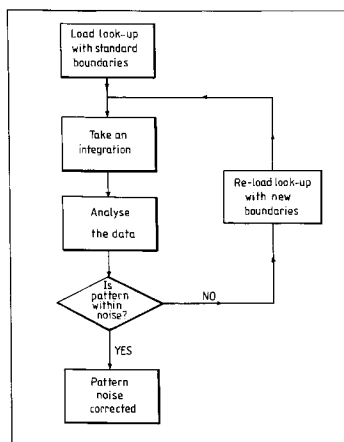 Load look-up
with standard
boundaries
Take an
integration
Analyse
the data
Re-load look-up
with new
boundaries
Is
pattern
within
noise?
NO
YES
Pattern
noise
corrected